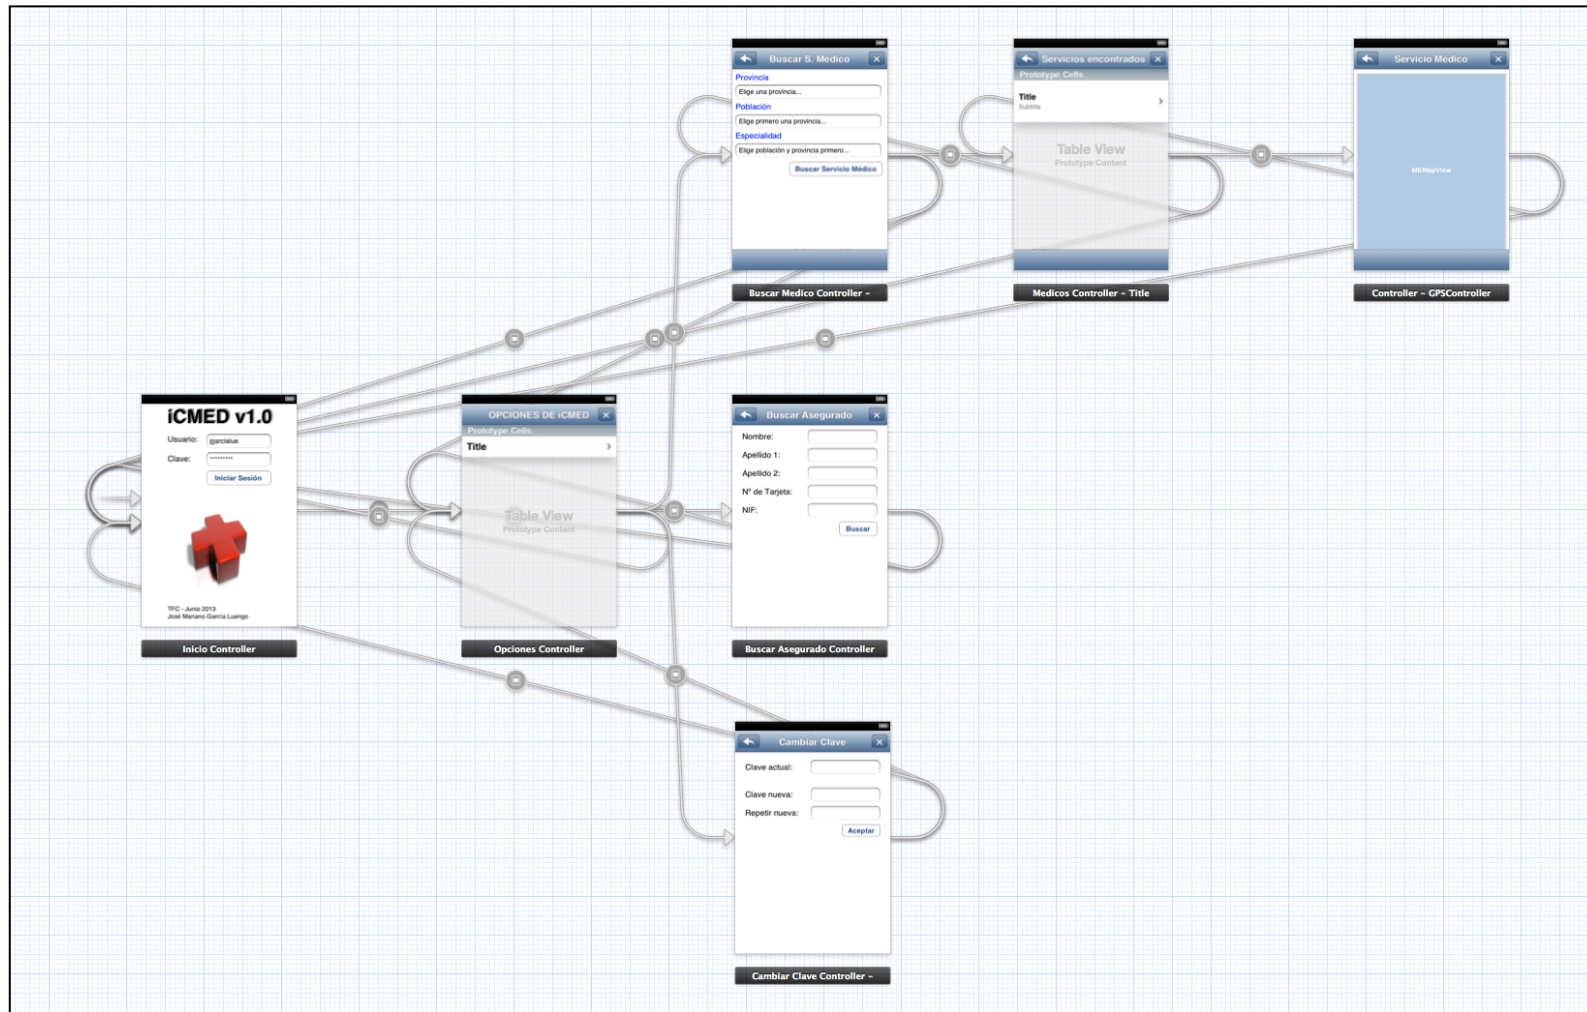 Buscar S. Médico
Provincia
Elige una provincia...
Población
Elige primero una provincia...
Especialidad
Elige población y provincia primero...
Buscar Servicio Médico
Buscar Medico Controller -
Servicios encontrados
Prototype Cells
Title
Subtitle
Table View
Prototype Content
Medicos Controller - Title
Servicio Médico
MKMapView
Controller - GPSController
iCMED v1.0
Usuario: jgarcialue
Clave: ---------
Iniciar Sesión
TFC - Junio 2013
José Mariano García Luengo
Inicio Controller
OPCIONES DE iCMED
Prototype Cells
Title
Table View
Prototype Content
Opciones Controller
Buscar Asegurado
Nombre:
Apellido 1:
Apellido 2:
Nº de Tarjeta:
NIF:
Buscar
Buscar Asegurado Controller
Cambiar Clave
Clave actual:
Clave nueva:
Repetir nueva:
Aceptar
Cambiar Clave Controller -